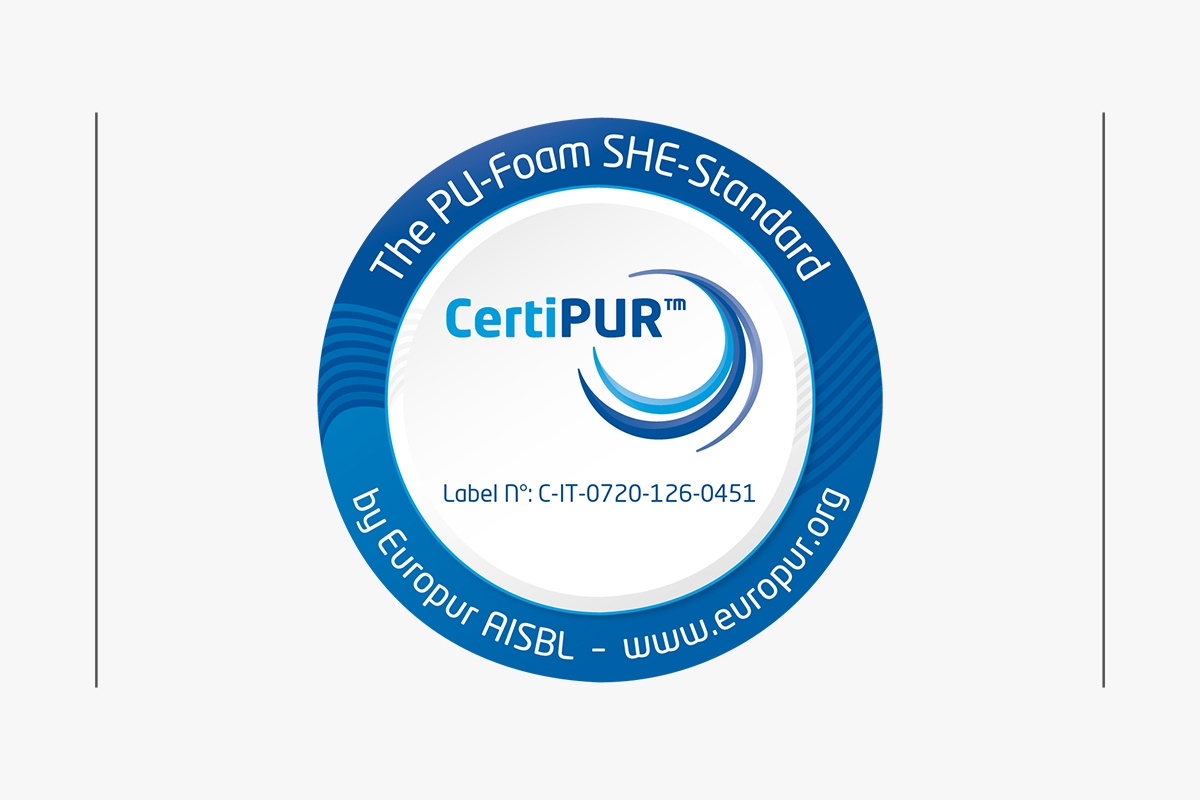 The PU-Foam SHE-Standard
CertiPUR™
Label N°: C-IT-0720-126-0451
by Europur AISBL - www.europur.org